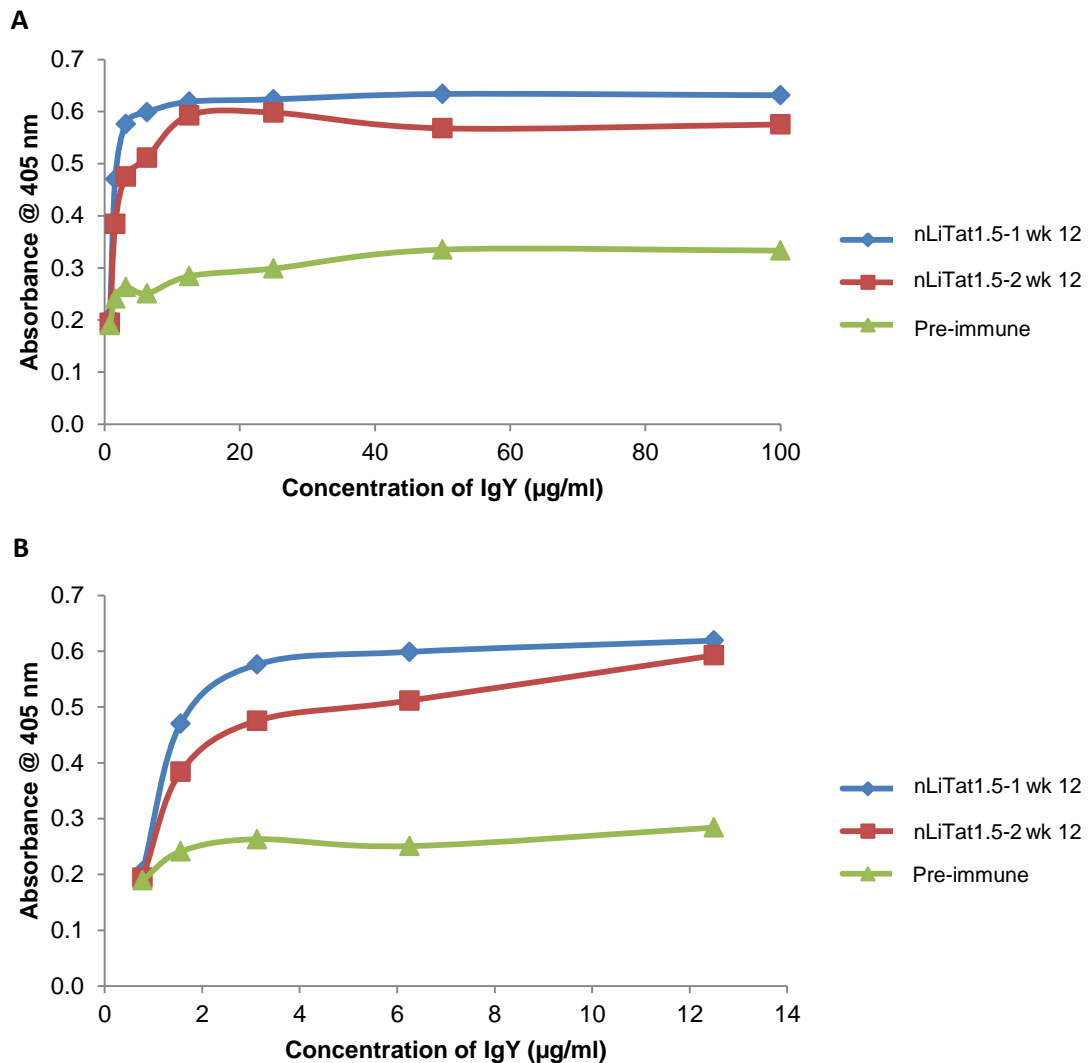 A
0.7
0.6
0.5
0.4
0.3
0.2
0.1
0.0
Absorbance @ 405 nm
0 20 40 60 80 100
Concentration of IgY (µg/ml)
nLiTat1.5-1 wk 12
nLiTat1.5-2 wk 12
Pre-immune
B
0.7
0.6
0.5
0.4
0.3
0.2
0.1
0.0
Absorbance @ 405 nm
0 2 4 6 8 10 12 14
Concentration of IgY (µg/ml)
nLiTat1.5-1 wk 12
nLiTat1.5-2 wk 12
Pre-immune